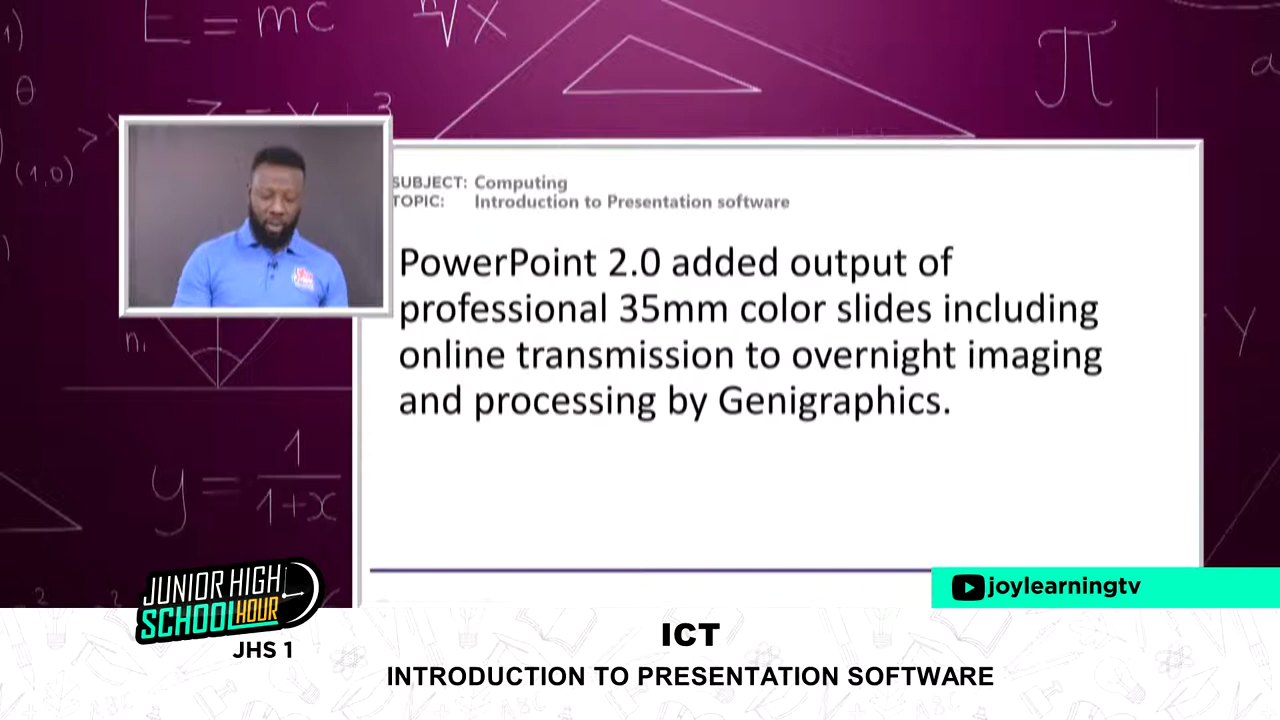 E = mc
ⁿ√x
π
1)
θ
(1,0)
SUBJECT: Computing
TOPIC: Introduction to Presentation software
PowerPoint 2.0 added output of
professional 35mm color slides including
online transmission to overnight imaging
and processing by Genigraphics.
n₁
Y
y = 1/1+x
JUNIOR HIGH
SCHOOL HOUR
JHS 1
joylearningtv
ICT
INTRODUCTION TO PRESENTATION SOFTWARE